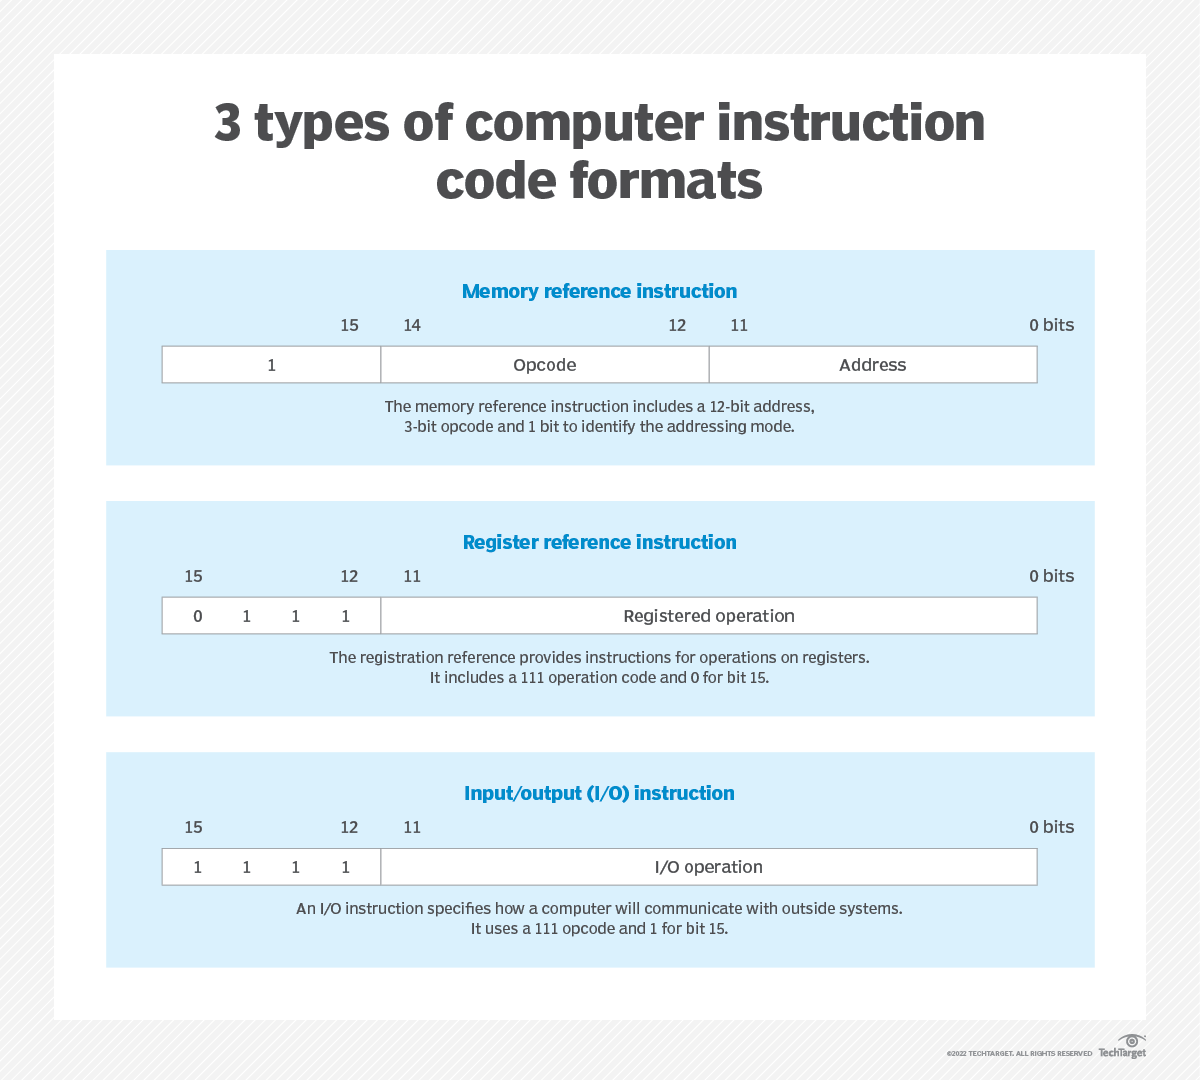 3 types of computer instruction
code formats
Memory reference instruction
15 14 12 11 0 bits
1 Opcode Address
The memory reference instruction includes a 12-bit address,
3-bit opcode and 1 bit to identify the addressing mode.
Register reference instruction
15 12 11 0 bits
0 1 1 1 Registered operation
The registration reference provides instructions for operations on registers.
It includes a 111 operation code and 0 for bit 15.
Input/output (I/O) instruction
15 12 11 0 bits
1 1 1 1 I/O operation
An I/O instruction specifies how a computer will communicate with outside systems.
It uses a 111 opcode and 1 for bit 15.
©2022 TECHTARGET. ALL RIGHTS RESERVED TechTarget